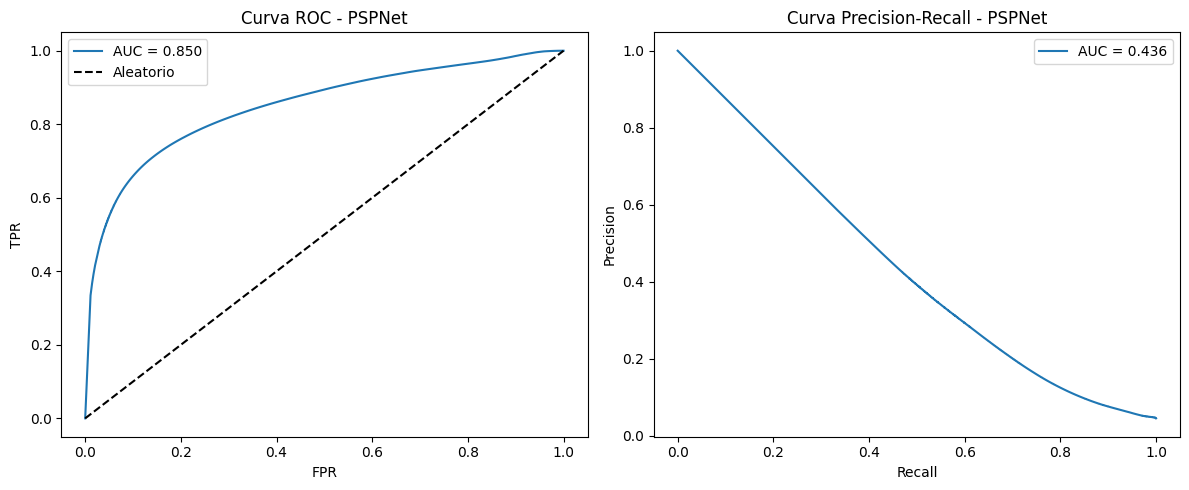 Curva ROC - PSPNet
AUC = 0.850
Aleatorio
1.0
0.8
0.6
0.4
0.2
0.0
TPR
0.0 0.2 0.4 0.6 0.8 1.0
FPR
Curva Precision-Recall - PSPNet
AUC = 0.436
1.0
0.8
0.6
0.4
0.2
0.0
Precision
0.0 0.2 0.4 0.6 0.8 1.0
Recall